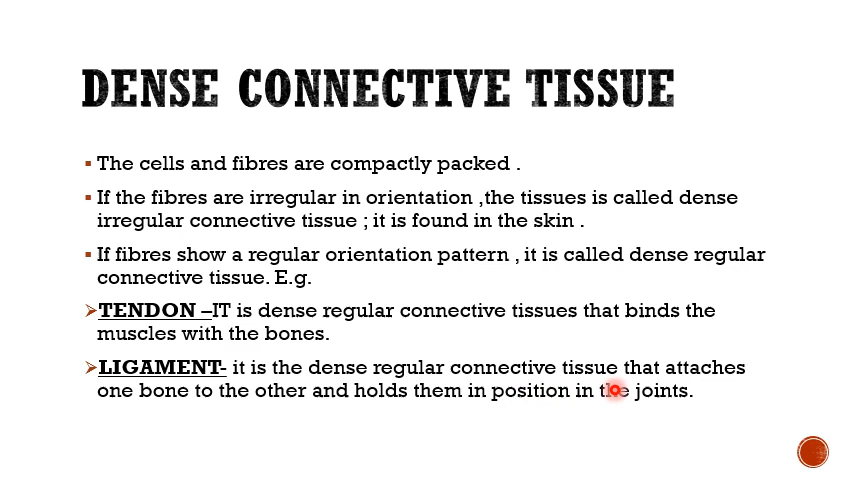 DENSE CONNECTIVE TISSUE
▪ The cells and fibres are compactly packed .
▪ If the fibres are irregular in orientation ,the tissues is called dense
irregular connective tissue ; it is found in the skin .
▪ If fibres show a regular orientation pattern , it is called dense regular
connective tissue. E.g.
➢TENDON –IT is dense regular connective tissues that binds the
muscles with the bones.
➢LIGAMENT- it is the dense regular connective tissue that attaches
one bone to the other and holds them in position in the joints.